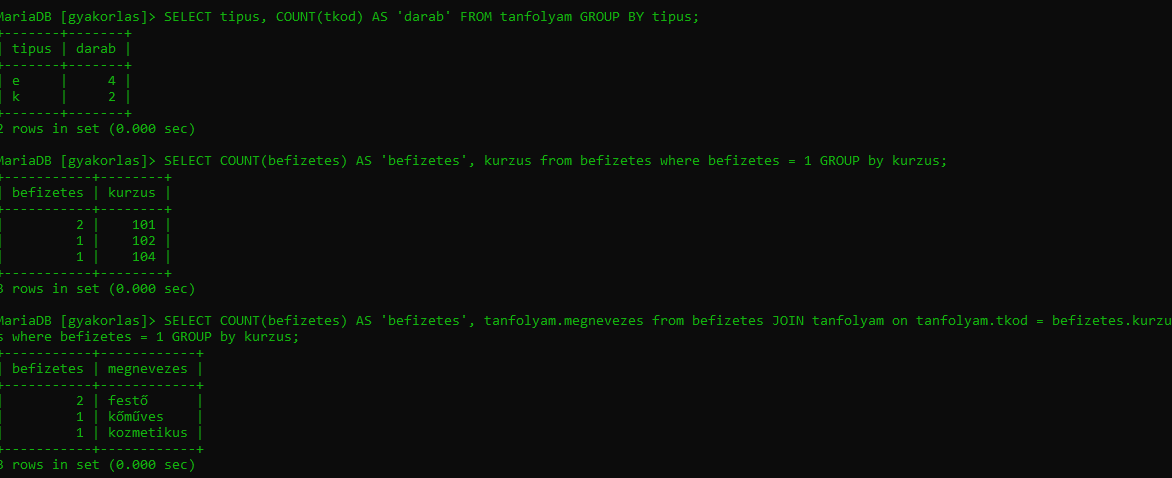 MariaDB [gyakorlas]> SELECT tipus, COUNT(tkod) AS 'darab' FROM tanfolyam GROUP BY tipus;
+-------+-------+
| tipus | darab |
+-------+-------+
| e     |     4 |
| k     |     2 |
+-------+-------+
2 rows in set (0.000 sec)
MariaDB [gyakorlas]> SELECT COUNT(befizetes) AS 'befizetes', kurzus from befizetes where befizetes = 1 GROUP by kurzus;
+-----------+--------+
| befizetes | kurzus |
+-----------+--------+
|         2 |    101 |
|         1 |    102 |
|         1 |    104 |
+-----------+--------+
3 rows in set (0.000 sec)
MariaDB [gyakorlas]> SELECT COUNT(befizetes) AS 'befizetes', tanfolyam.megnevezes from befizetes JOIN tanfolyam on tanfolyam.tkod = befizetes.kurzu
s where befizetes = 1 GROUP by kurzus;
+-----------+------------+
| befizetes | megnevezes |
+-----------+------------+
|         2 | festő      |
|         1 | kőműves    |
|         1 | kozmetikus |
+-----------+------------+
3 rows in set (0.000 sec)